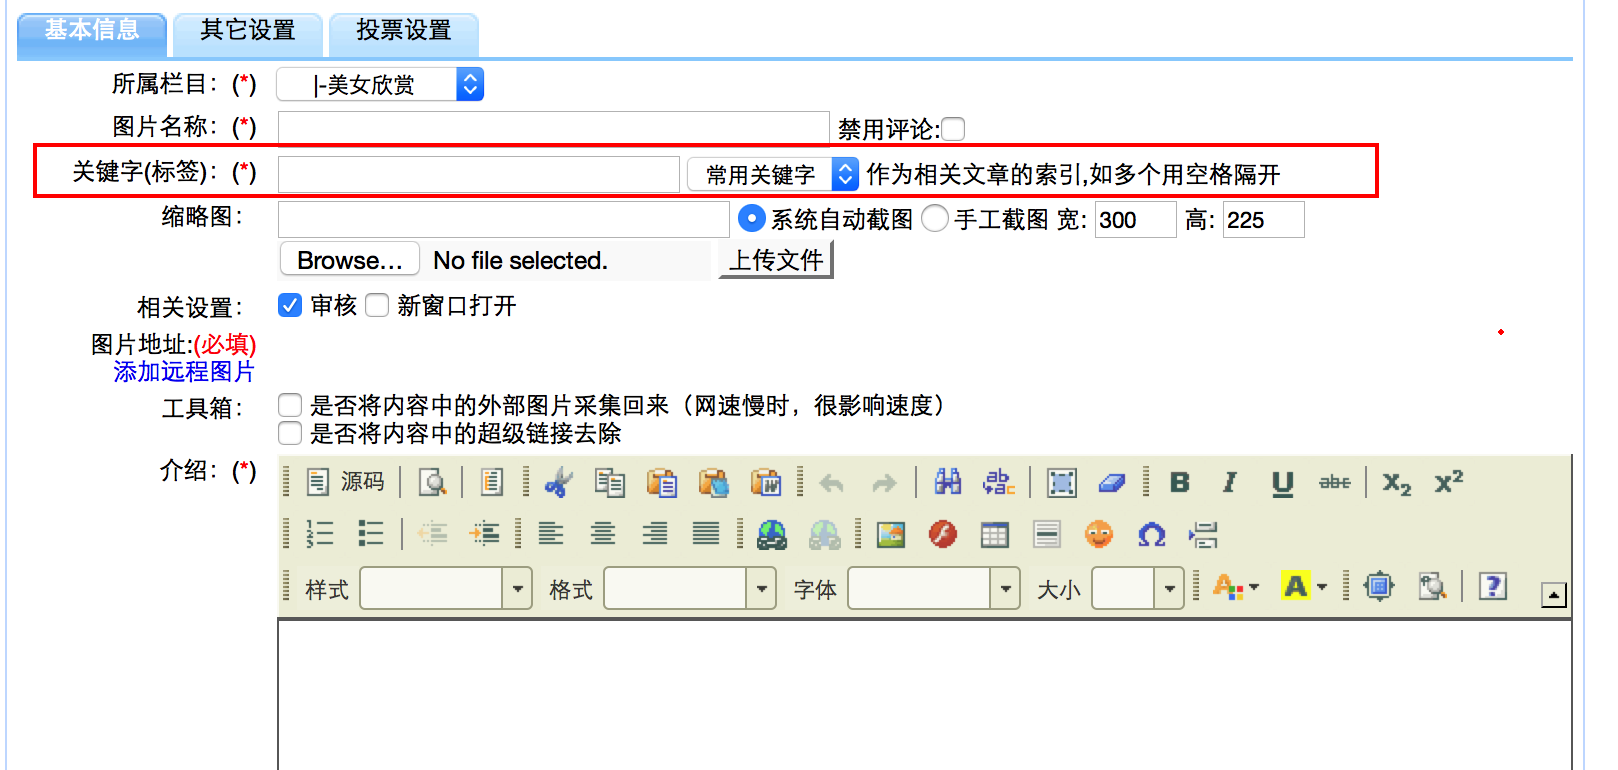 基本信息 其它设置 投票设置
所属栏目：(*) |-美女欣赏
图片名称：(*) 禁用评论:
关键字(标签)：(*) 常用关键字 作为相关文章的索引,如多个用空格隔开
缩略图： 系统自动截图 手工截图 宽: 300 高: 225
Browse... No file selected. 上传文件
相关设置： 审核 新窗口打开
图片地址:(必填)
添加远程图片
工具箱： 是否将内容中的外部图片采集回来（网速慢时，很影响速度）
是否将内容中的超级链接去除
介绍：(*) 源码 B I U abc X₂ X²
样式 格式 字体 大小 A A ?